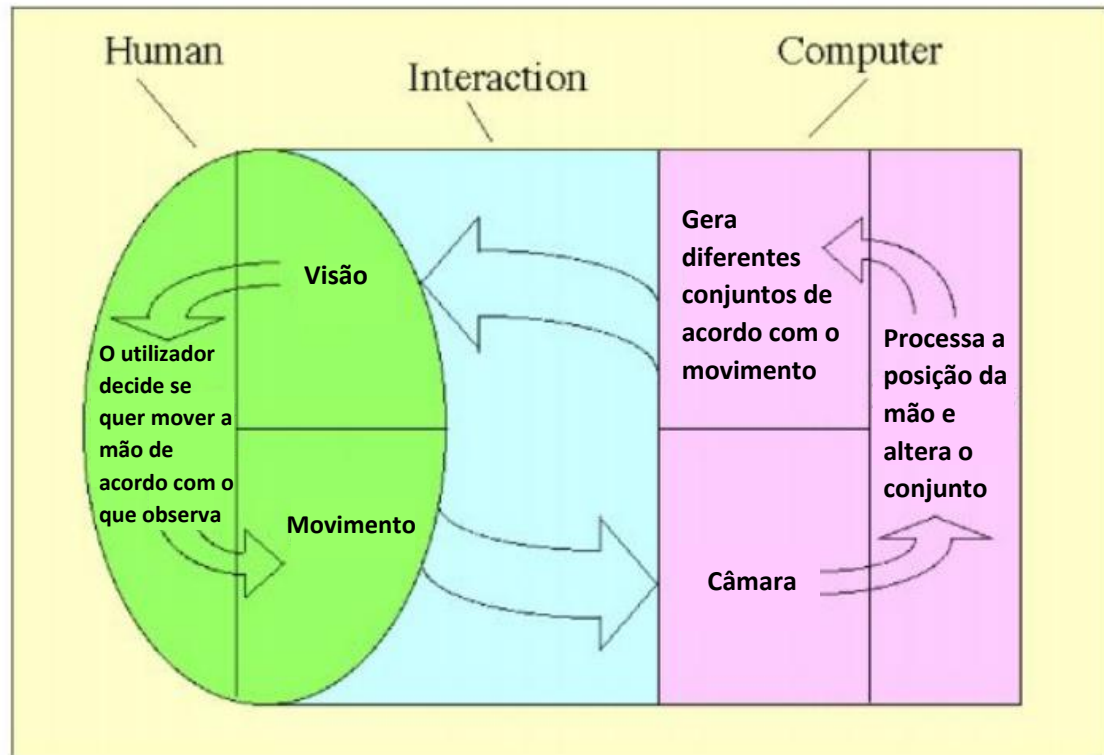 Human
Interaction
Computer
Visão
O utilizador
decide se
quer mover a
mão de
acordo com o
que observa
Movimento
Gera
diferentes
conjuntos de
acordo com o
movimento
Processa a
posição da
mão e
altera o
conjunto
Câmara